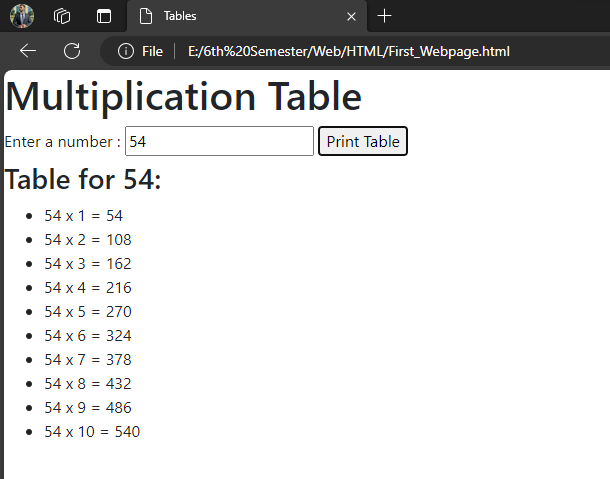 Tables
File E:/6th%20Semester/Web/HTML/First_Webpage.html
Multiplication Table
Enter a number : 54 Print Table
Table for 54:
54 x 1 = 54
54 x 2 = 108
54 x 3 = 162
54 x 4 = 216
54 x 5 = 270
54 x 6 = 324
54 x 7 = 378
54 x 8 = 432
54 x 9 = 486
54 x 10 = 540